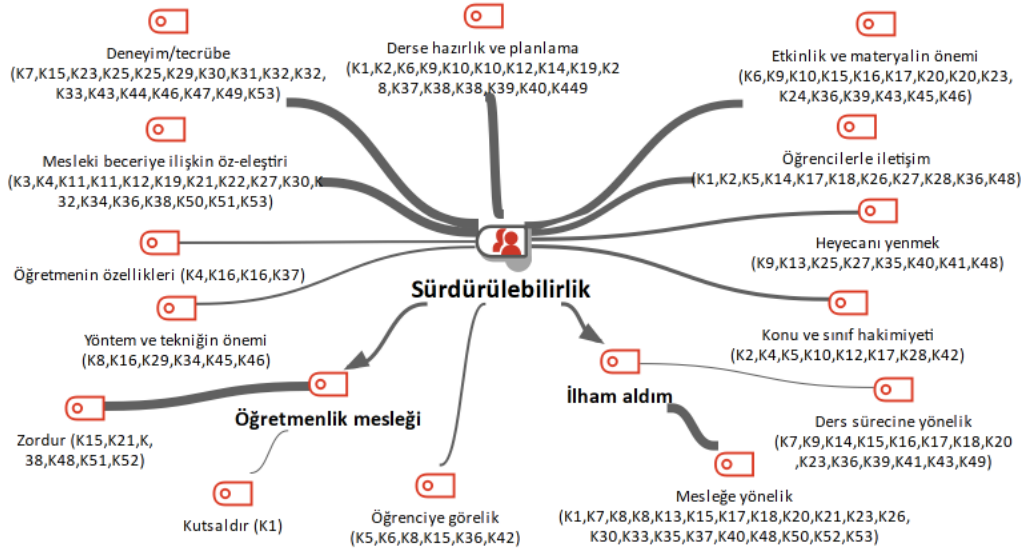 Deneyim/tecrübe
(K7,K15,K23,K25,K25,K29,K30,K31,K32,K32,
K33,K43,K44,K46,K47,K49,K53)
Derse hazırlık ve planlama
(K1,K2,K6,K9,K10,K10,K12,K14,K19,K2
8,K37,K38,K38,K39,K40,K449
Etkinlik ve materyalin önemi
(K6,K9,K10,K15,K16,K17,K20,K20,K23,
K24,K36,K39,K43,K45,K46)
Mesleki beceriye ilişkin öz-eleştiri
(K3,K4,K11,K11,K12,K19,K21,K22,K27,K30,K
32,K34,K36,K38,K50,K51,K53)
Öğrencilerle iletişim
(K1,K2,K5,K14,K17,K18,K26,K27,K28,K36,K48)
Öğretmenin özellikleri (K4,K16,K16,K37)
Heyecanı yenmek
(K9,K13,K25,K27,K35,K40,K41,K48)
Sürdürülebilirlik
Yöntem ve tekniğin önemi
(K8,K16,K29,K34,K45,K46)
Konu ve sınıf hakimiyeti
(K2,K4,K5,K10,K12,K17,K28,K42)
Öğretmenlik mesleği
İlham aldım
Zordur (K15,K21,K,
38,K48,K51,K52)
Ders sürecine yönelik
(K7,K9,K14,K15,K16,K17,K18,K20
,K23,K36,K39,K41,K43,K49)
Kutsaldır (K1)
Öğrenciye görelik
(K5,K6,K8,K15,K36,K42)
Mesleğe yönelik
(K1,K7,K8,K8,K13,K15,K17,K18,K20,K21,K23,K26,
K30,K33,K35,K37,K40,K48,K50,K52,K53)